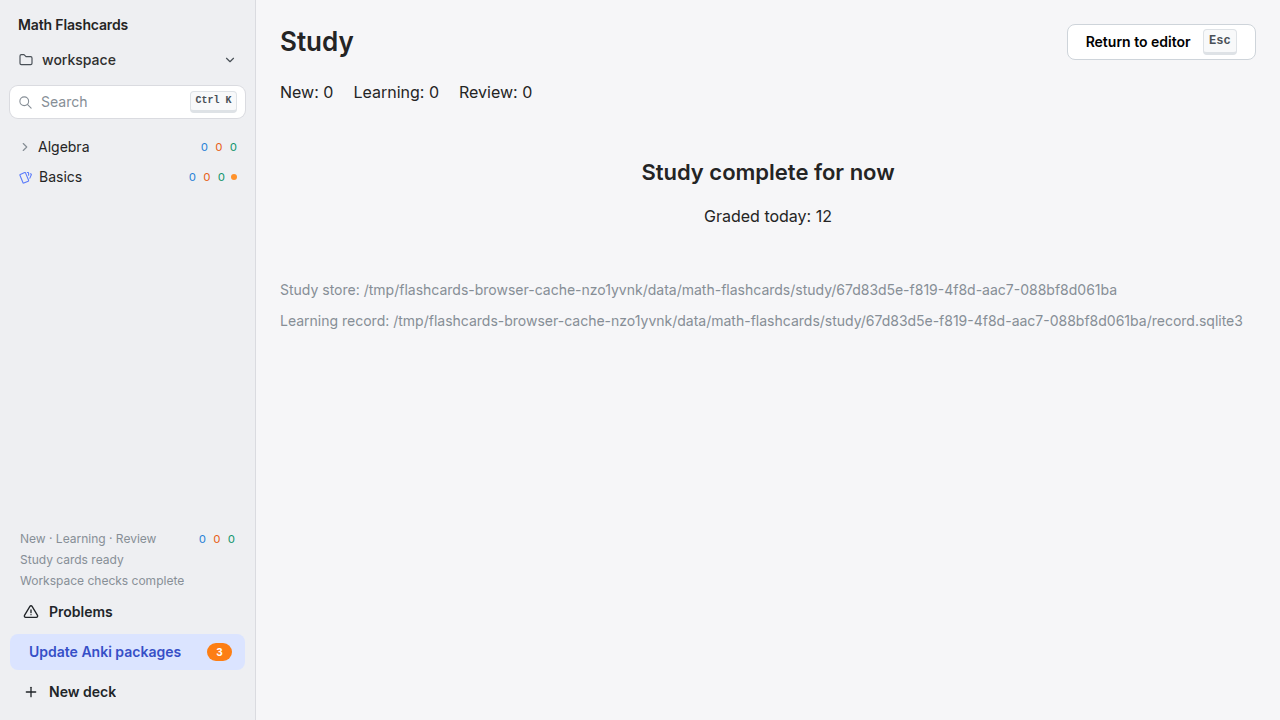 Math Flashcards
workspace
Search Ctrl K
Algebra 0 0 0
Basics 0 0 0
New · Learning · Review 0 0 0
Study cards ready
Workspace checks complete
Problems
Update Anki packages 3
New deck
Study
Return to editor Esc
New: 0 Learning: 0 Review: 0
Study complete for now
Graded today: 12
Study store: /tmp/flashcards-browser-cache-nzo1yvnk/data/math-flashcards/study/67d83d5e-f819-4f8d-aac7-088bf8d061ba
Learning record: /tmp/flashcards-browser-cache-nzo1yvnk/data/math-flashcards/study/67d83d5e-f819-4f8d-aac7-088bf8d061ba/record.sqlite3